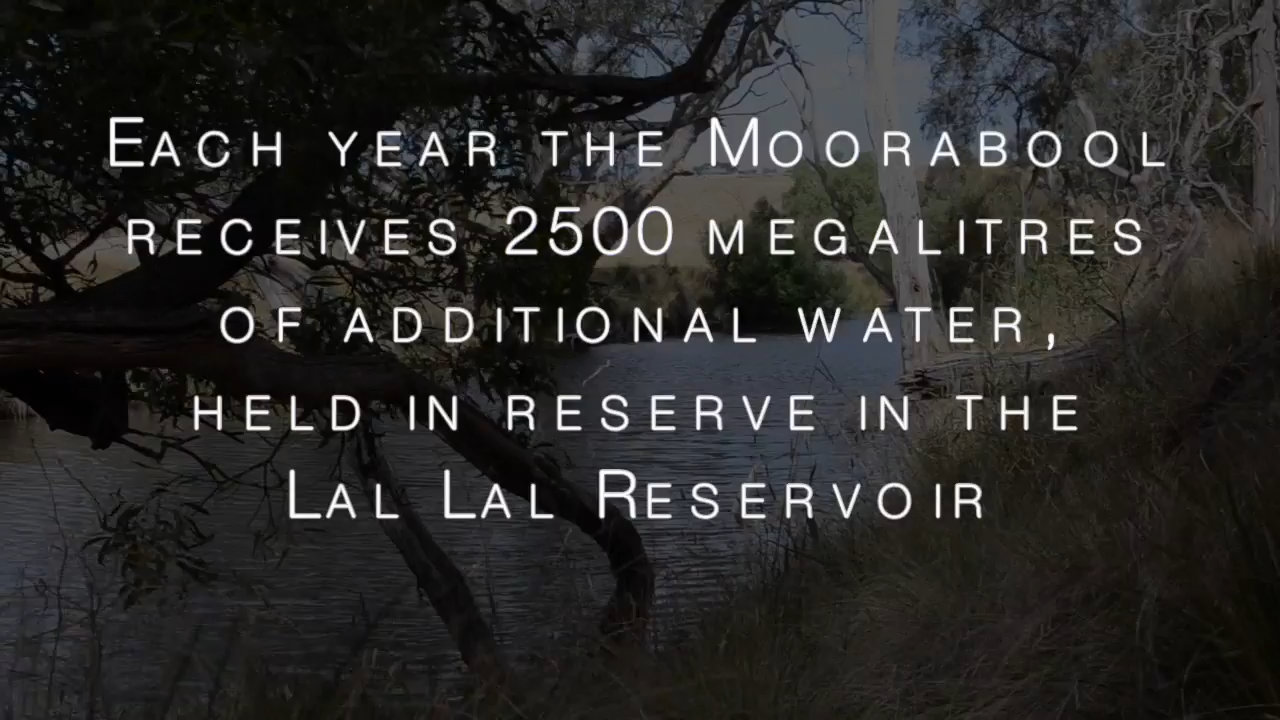 Each year the Moorabool
receives 2500 megalitres
of additional water,
held in reserve in the
Lal Lal Reservoir